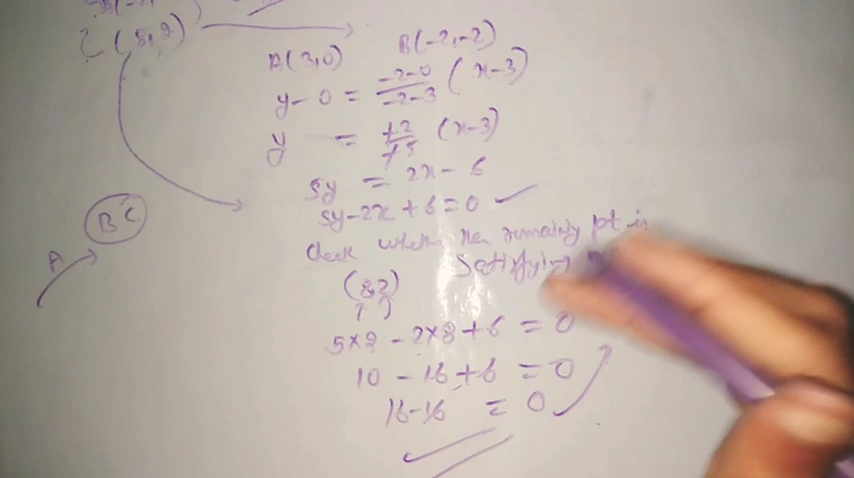 (8,2)
A(3,0) B(-2,-2)
y-0 = -2-0/-2-3 (x-3)
y = +2/+5 (x-3)
5y = 2x-6
5y-2x+6=0 ✓
BC
A
Check remaining pt is
satisfying
(8,2)
5×2 - 2×8+6 = 0
10 - 16+6 = 0
16-16 = 0